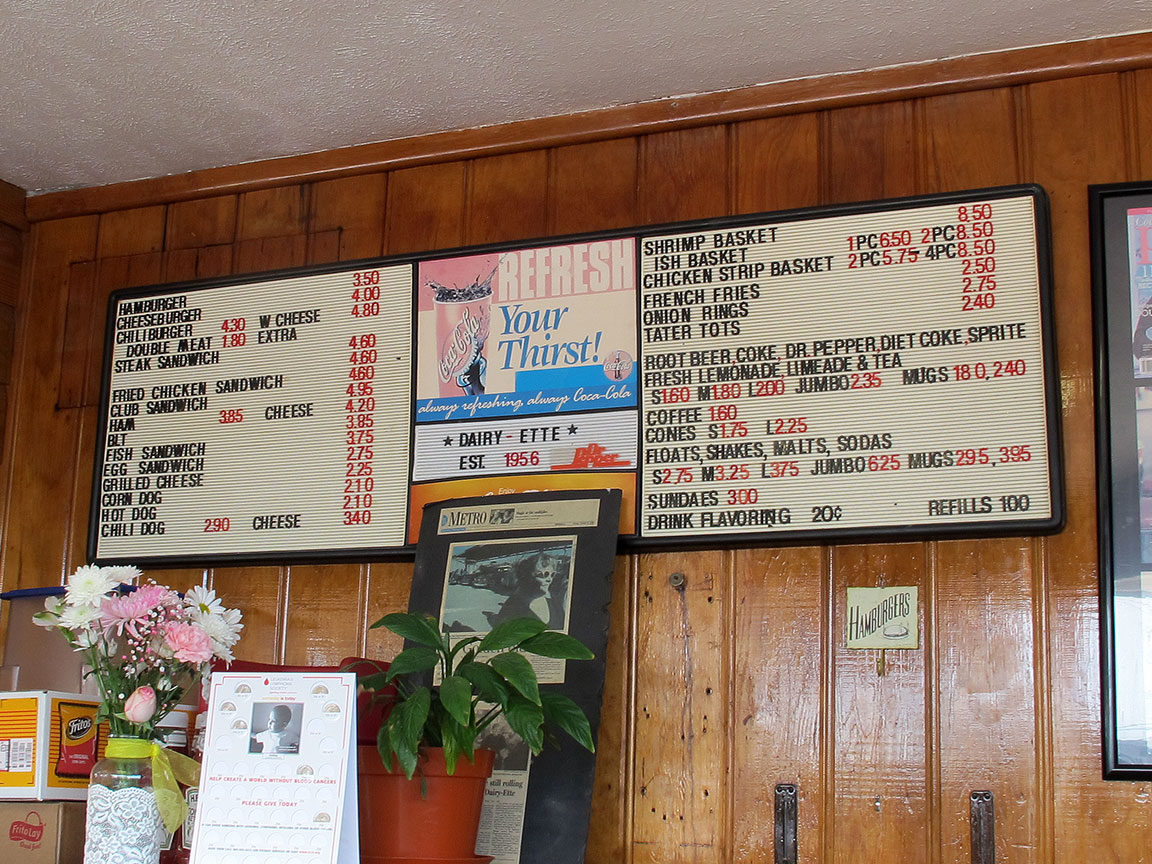 HAMBURGER 3.50
CHEESEBURGER 4.00
CHILIBURGER 4.30 W CHEESE 4.80
DOUBLE MEAT 1.80 EXTRA
STEAK SANDWICH 4.60
4.60
FRIED CHICKEN SANDWICH 4.60
CLUB SANDWICH 4.95
HAM 3.85 CHEESE 4.20
BLT 3.85
FISH SANDWICH 3.75
EGG SANDWICH 2.75
GRILLED CHEESE 2.25
CORN DOG 2.10
HOT DOG 2.10
CHILI DOG 2.90 CHEESE 3.40
REFRESH
Your
Thirst!
Coca-Cola
always refreshing, always Coca-Cola
★ DAIRY - ETTE ★
EST. 1956
DR PEPPER
Enjoy
SHRIMP BASKET 8.50
ISH BASKET 1PC 6.50 2PC 8.50
CHICKEN STRIP BASKET 2PC 5.75- 4PC 8.50
FRENCH FRIES 2.50
ONION RINGS 2.75
TATER TOTS 2.40
ROOT BEER, COKE, DR. PEPPER, DIET COKE, SPRITE
FRESH LEMONADE, LIMEADE & TEA
S 1.60 M 1.80 L 2.00 JUMBO 2.35 MUGS 18.0, 2.40
COFFEE 1.60
CONES S 1.75 L 2.25
FLOATS, SHAKES, MALTS, SODAS
S 2.75 M 3.25 L 3.75 JUMBO 6.25 MUGS 29.5, 3.95
SUNDAES 3.00
DRINK FLAVORING 20¢ REFILLS 1.00
METRO
still rolling
Dairy-Ette
HAMBURGERS
Fritos
Frito Lay
HELP CREATE A WORLD WITHOUT BLOOD CANCERS
PLEASE GIVE TODAY